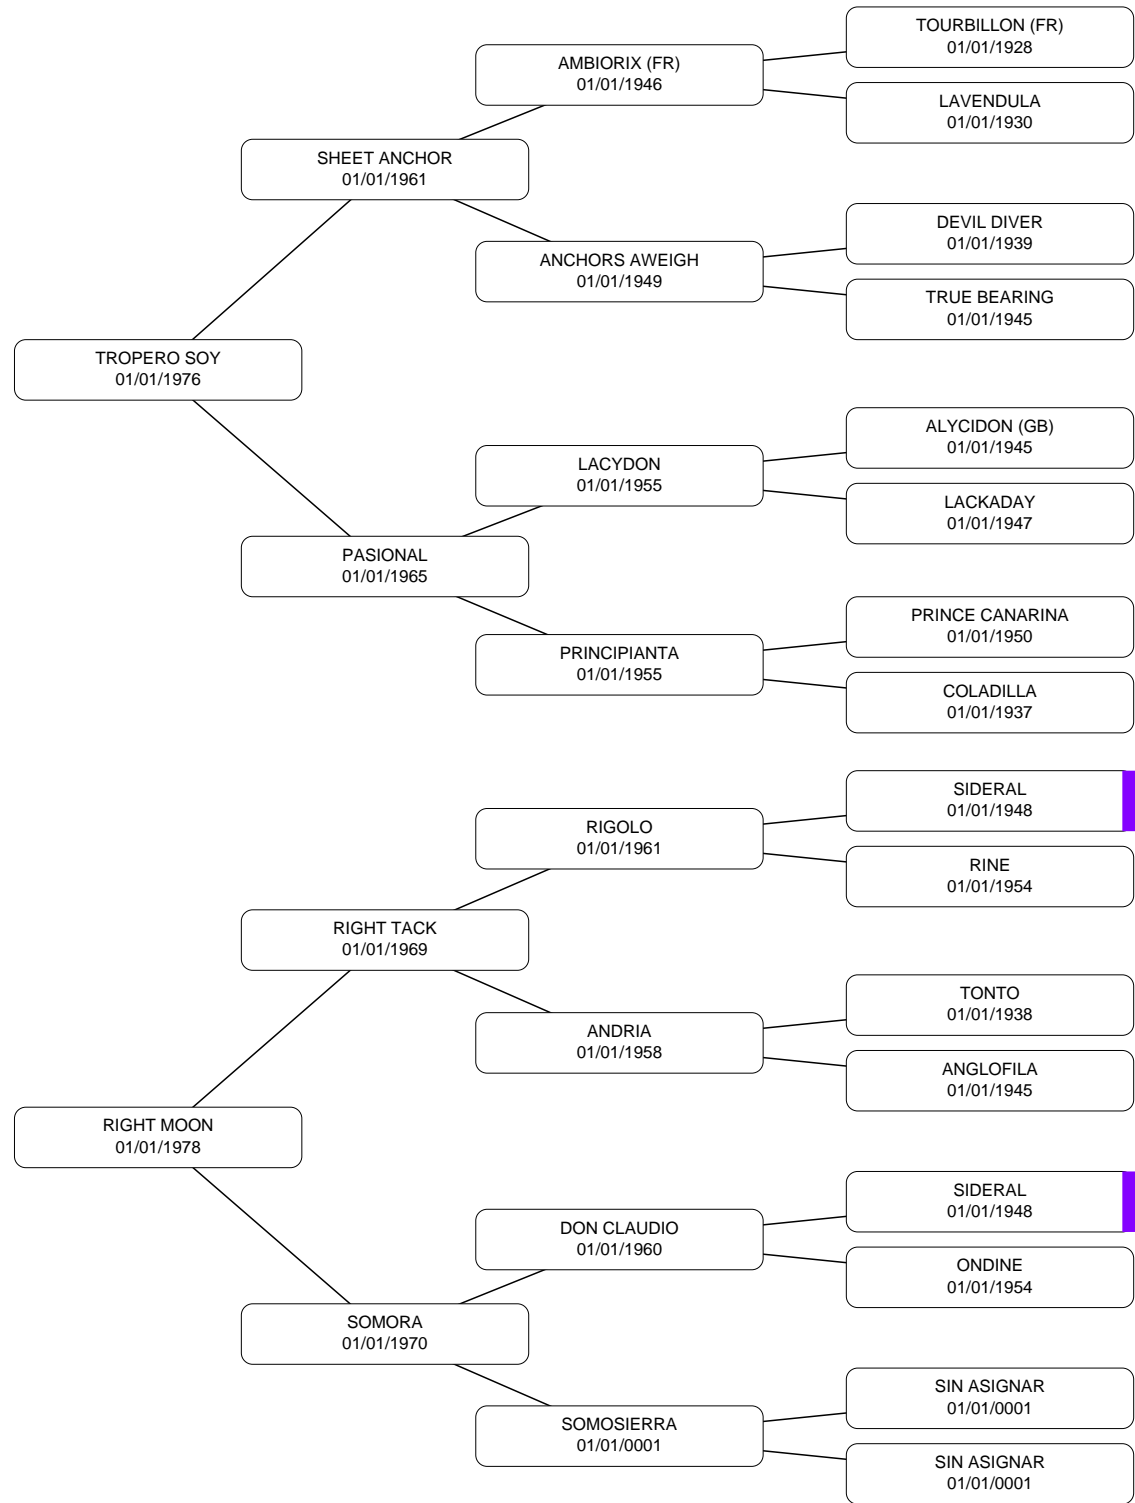 TOURBILLON (FR)
01/01/1928
AMBIORIX (FR)
01/01/1946
LAVENDULA
01/01/1930
SHEET ANCHOR
01/01/1961
DEVIL DIVER
01/01/1939
ANCHORS AWEIGH
01/01/1949
TRUE BEARING
01/01/1945
TROPERO SOY
01/01/1976
ALYCIDON (GB)
01/01/1945
LACYDON
01/01/1955
LACKADAY
01/01/1947
PASIONAL
01/01/1965
PRINCE CANARINA
01/01/1950
PRINCIPIANTA
01/01/1955
COLADILLA
01/01/1937
SIDERAL
01/01/1948
RIGOLO
01/01/1961
RINE
01/01/1954
RIGHT TACK
01/01/1969
TONTO
01/01/1938
ANDRIA
01/01/1958
ANGLOFILA
01/01/1945
RIGHT MOON
01/01/1978
SIDERAL
01/01/1948
DON CLAUDIO
01/01/1960
ONDINE
01/01/1954
SOMORA
01/01/1970
SIN ASIGNAR
01/01/0001
SOMOSIERRA
01/01/0001
SIN ASIGNAR
01/01/0001